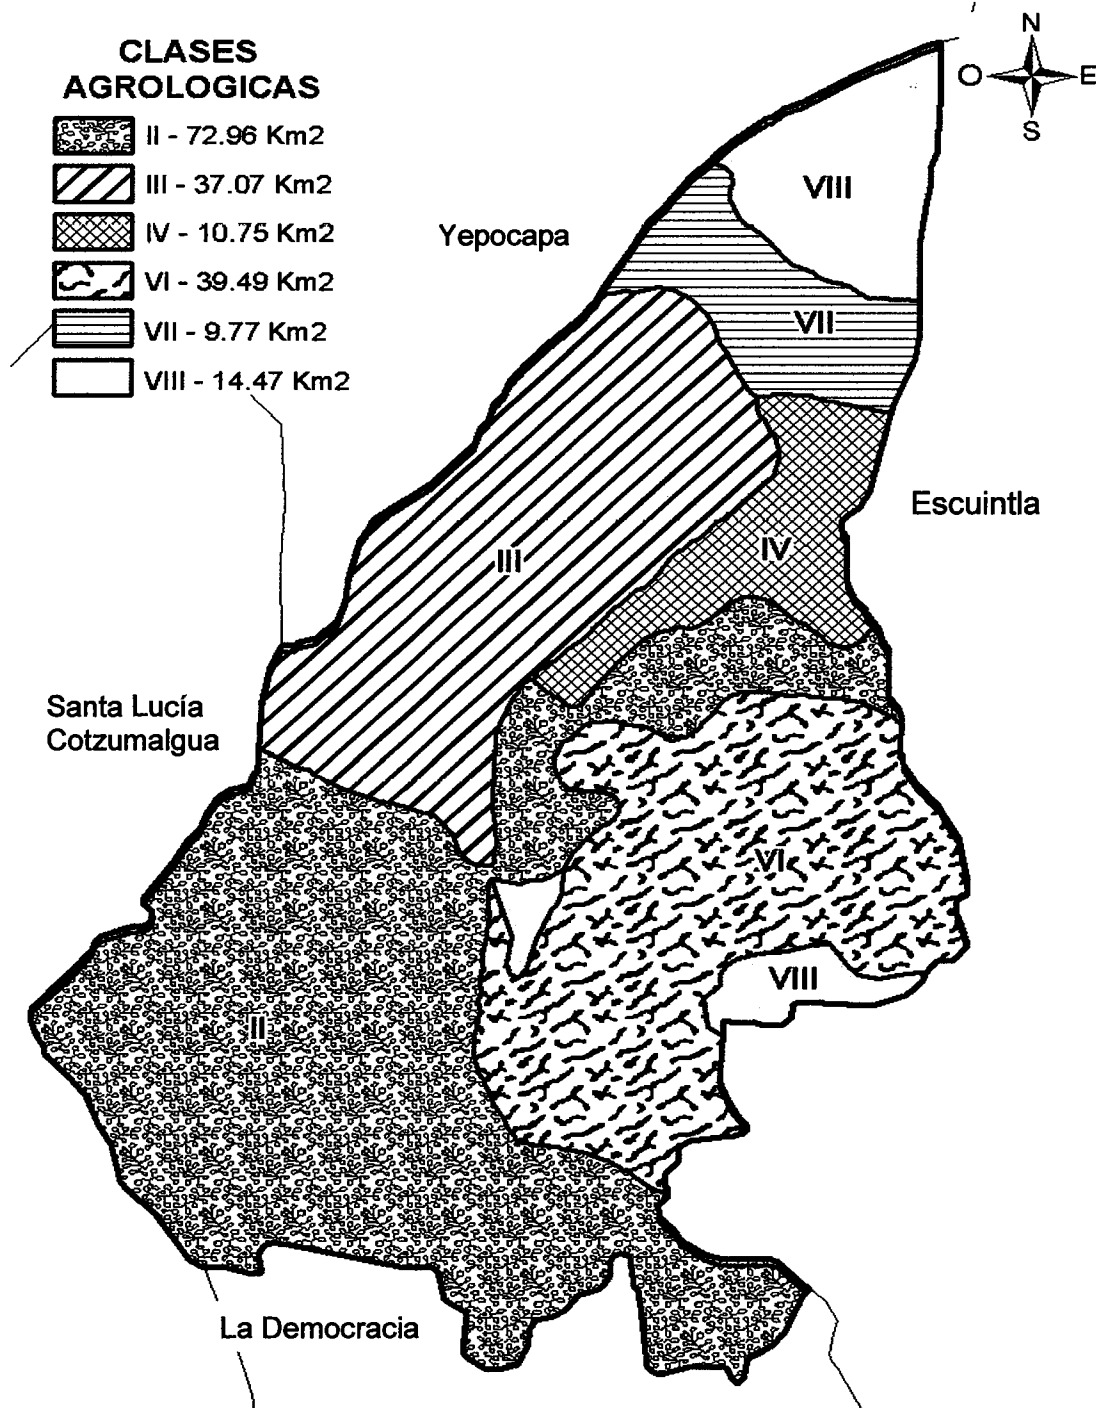 CLASES
AGROLOGICAS
II - 72.96 Km2
III - 37.07 Km2
IV - 10.75 Km2
VI - 39.49 Km2
VII - 9.77 Km2
VIII - 14.47 Km2
N
O
E
S
VIII
Yepocapa
VII
Escuintla
IV
III
Santa Lucía
Cotzumalgua
VI
VIII
II
La Democracia